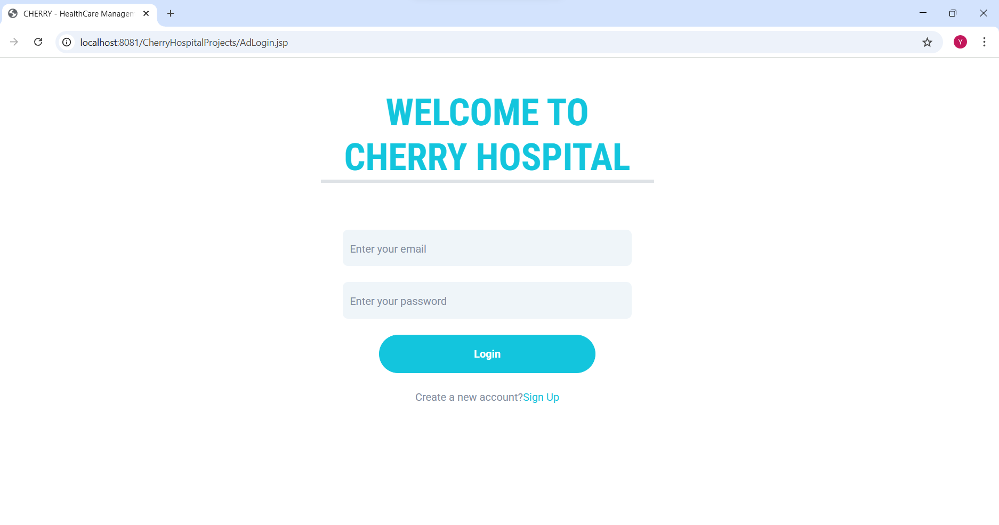 CHERRY - HealthCare Managem
localhost:8081/CherryHospitalProjects/AdLogin.jsp
Y
WELCOME TO
CHERRY HOSPITAL
Enter your email
Enter your password
Login
Create a new account?Sign Up